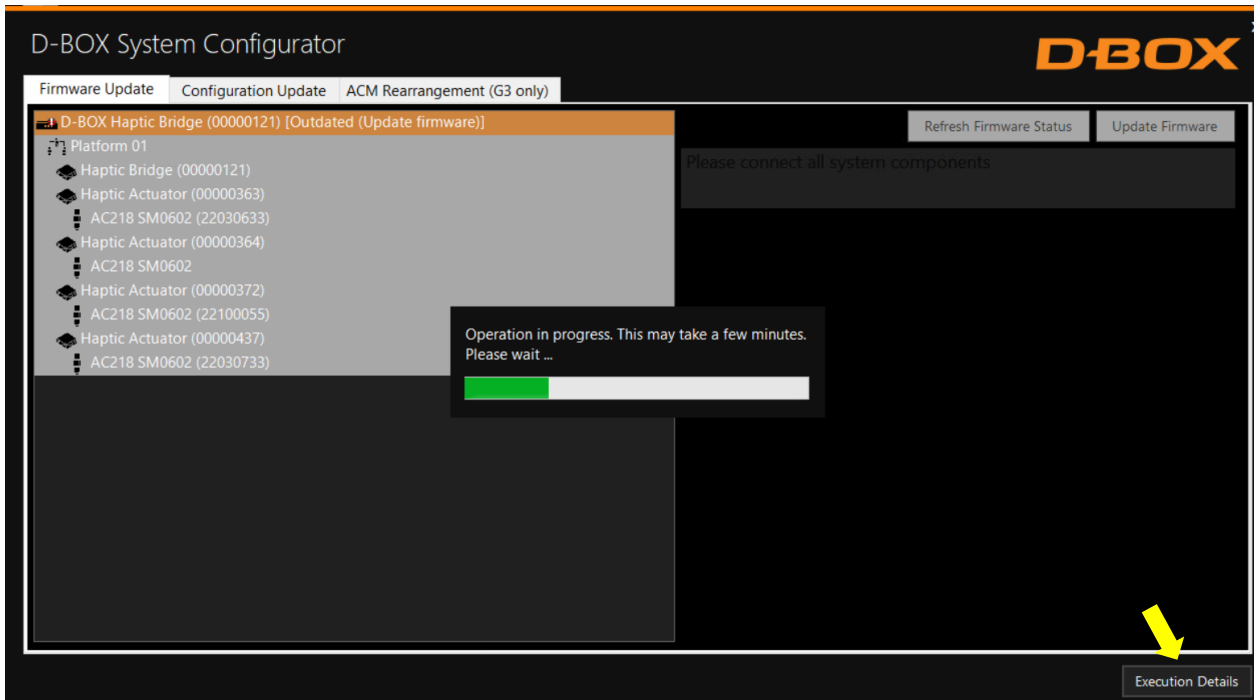 D-BOX System Configurator
D-BOX
Firmware Update
Configuration Update
ACM Rearrangement (G3 only)
D-BOX Haptic Bridge (00000121) [Outdated (Update firmware)]
Platform 01
Haptic Bridge (00000121)
Haptic Actuator (00000363)
AC218 SM0602 (22030633)
Haptic Actuator (00000364)
AC218 SM0602
Haptic Actuator (00000372)
AC218 SM0602 (22100055)
Haptic Actuator (00000437)
AC218 SM0602 (22030733)
Refresh Firmware Status
Update Firmware
Please connect all system components
Operation in progress. This may take a few minutes.
Please wait ...
Execution Details